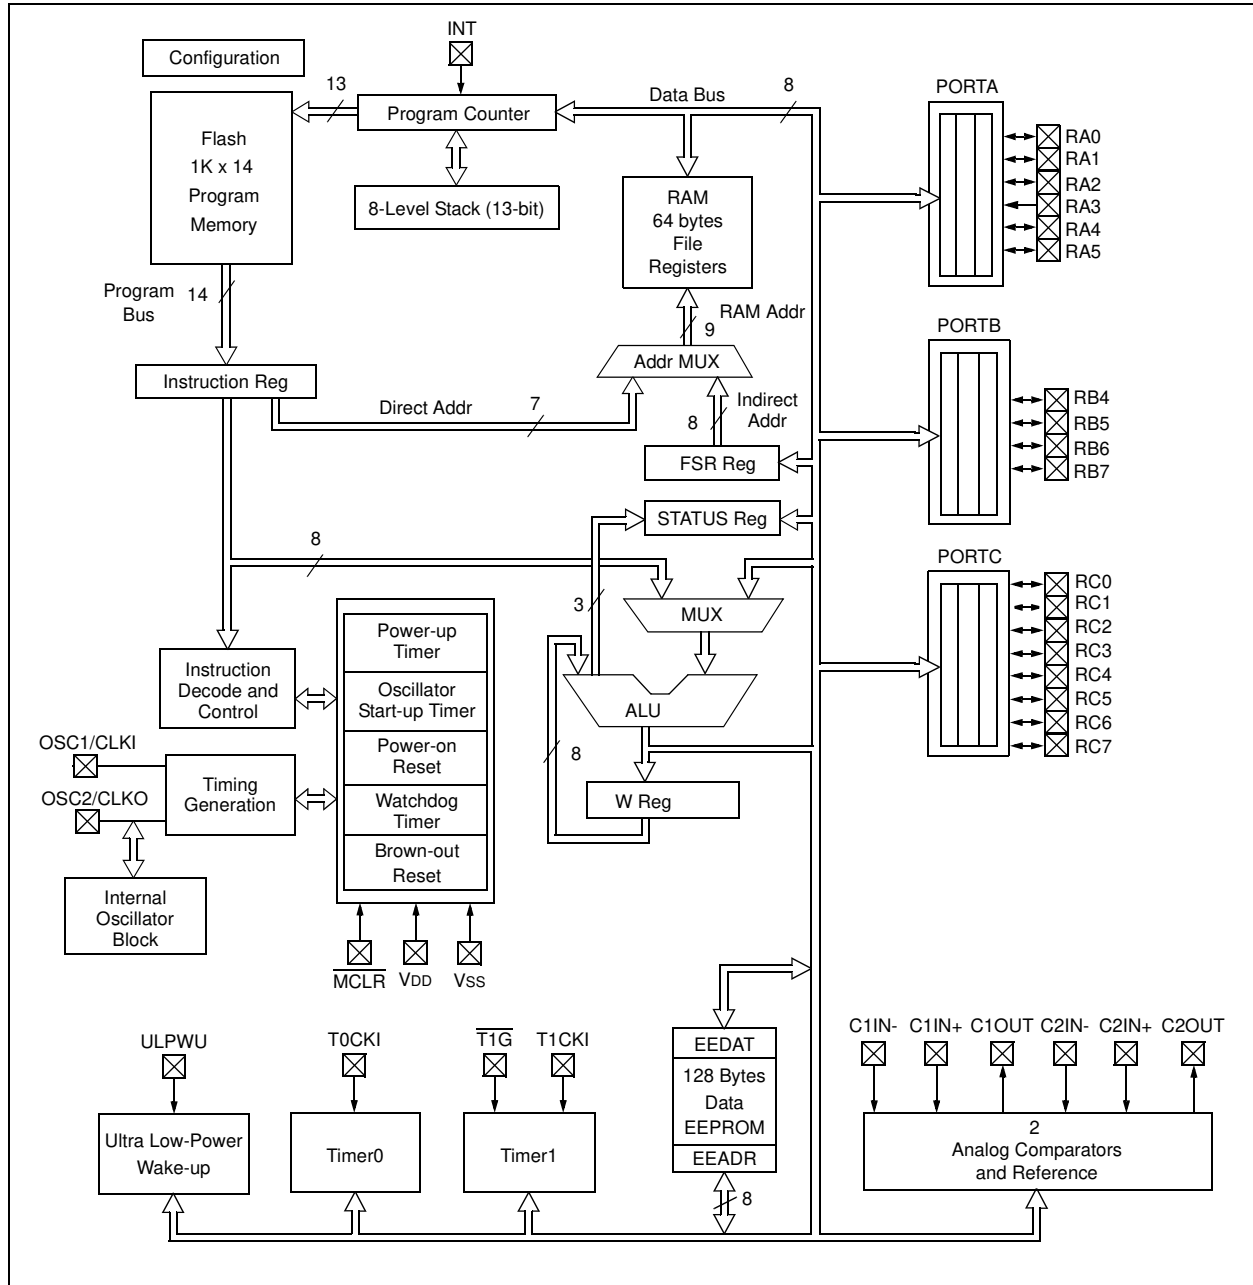 INT
Configuration
13
Data Bus
8
PORTA
Program Counter
Flash
1K x 14
Program
Memory
8-Level Stack (13-bit)
RAM
64 bytes
File
Registers
RA0
RA1
RA2
RA3
RA4
RA5
Program
Bus
14
RAM Addr
9
PORTB
Addr MUX
Instruction Reg
Direct Addr
7
Indirect
Addr
8
FSR Reg
RB4
RB5
RB6
RB7
STATUS Reg
8
PORTC
3
MUX
RC0
RC1
RC2
RC3
RC4
RC5
RC6
RC7
Power-up
Timer
Instruction
Decode and
Control
Oscillator
Start-up Timer
ALU
OSC1/CLKI
Power-on
Reset
8
Timing
Generation
OSC2/CLKO
Watchdog
Timer
W Reg
Brown-out
Reset
Internal
Oscillator
Block
MCLR
VDD
VSS
ULPWU
T0CKI
T1G
T1CKI
EEDAT
128 Bytes
Data
EEPROM
EEADR
8
C1IN-
C1IN+
C1OUT
C2IN-
C2IN+
C2OUT
Ultra Low-Power
Wake-up
Timer0
Timer1
2
Analog Comparators
and Reference